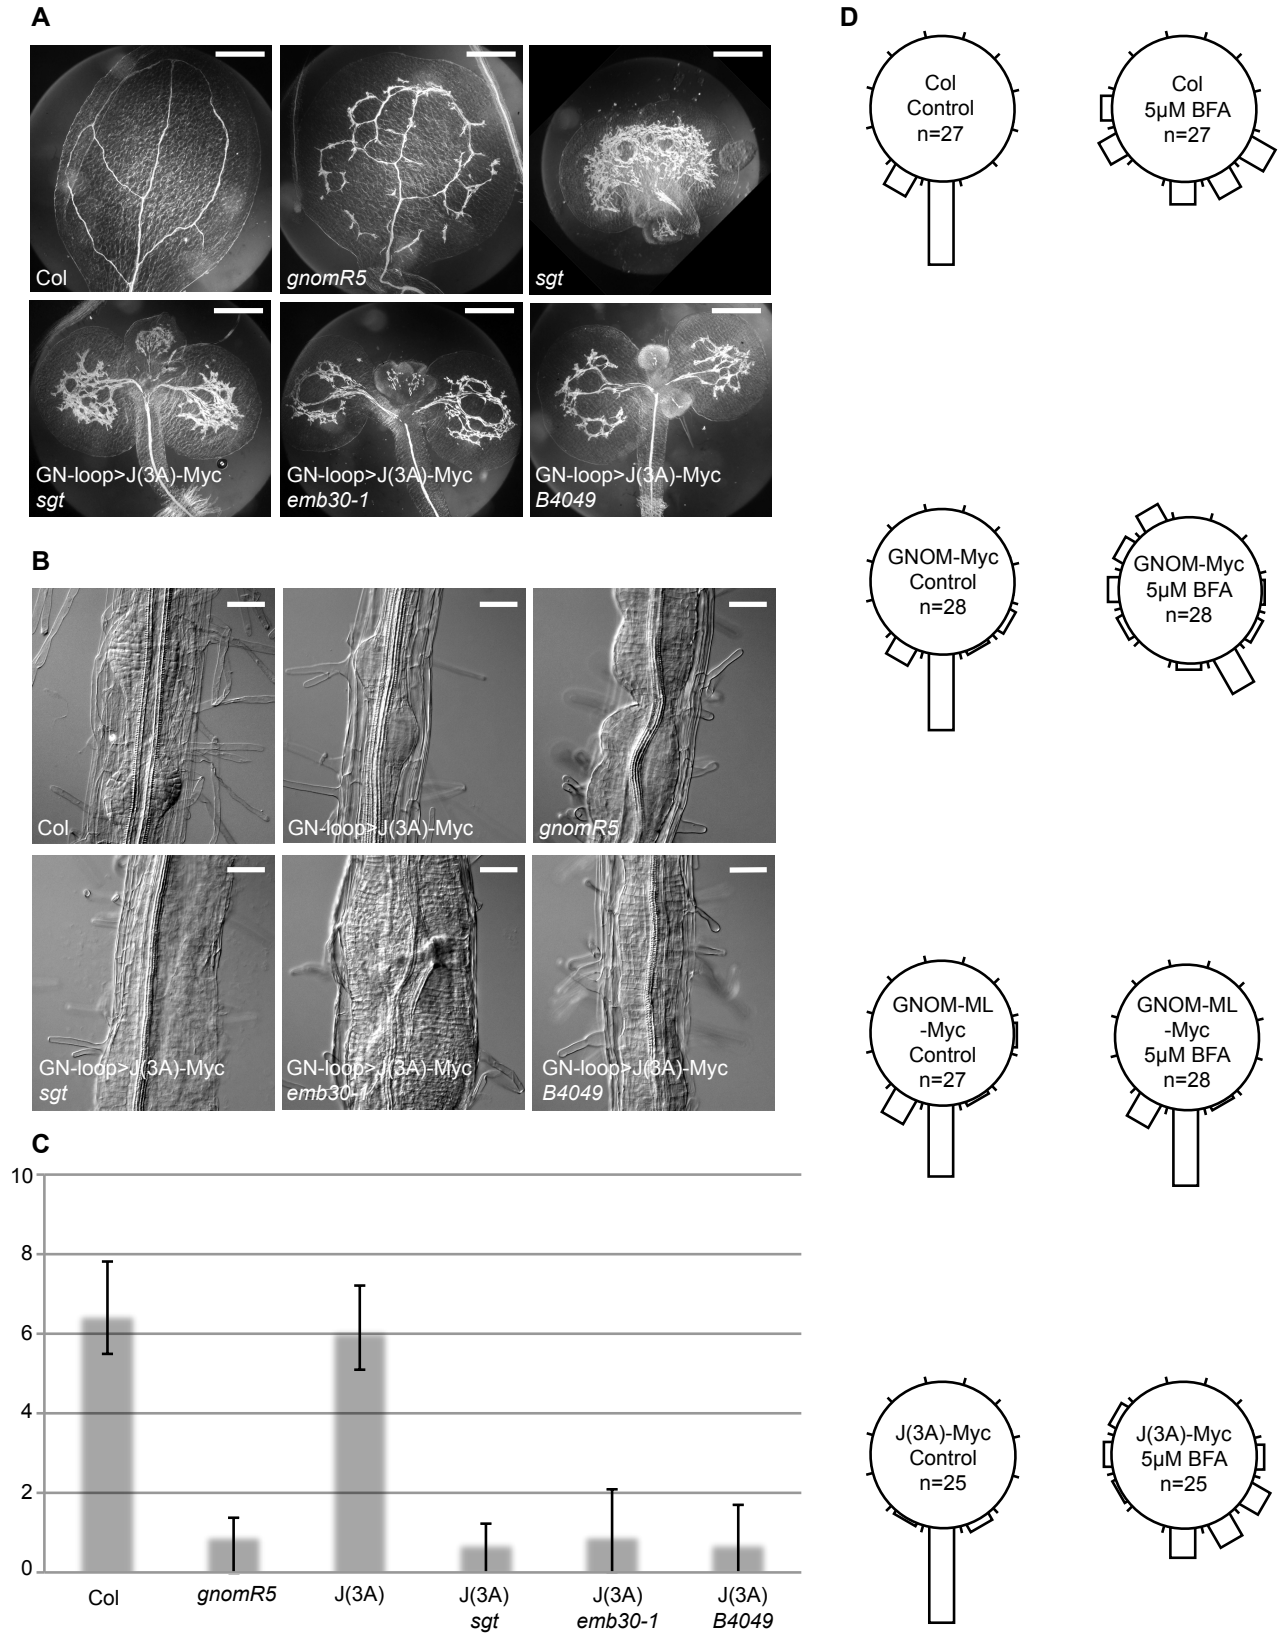 A
Col
gnomR5
sgt
GN-loop>J(3A)-Myc
sgt
GN-loop>J(3A)-Myc
emb30-1
GN-loop>J(3A)-Myc
B4049
B
Col
GN-loop>J(3A)-Myc
gnomR5
GN-loop>J(3A)-Myc
sgt
GN-loop>J(3A)-Myc
emb30-1
GN-loop>J(3A)-Myc
B4049
C
10
8
6
4
2
0
Col
gnomR5
J(3A)
J(3A)
sgt
J(3A)
emb30-1
J(3A)
B4049
D
Col
Control
n=27
Col
5µM BFA
n=27
GNOM-Myc
Control
n=28
GNOM-Myc
5µM BFA
n=28
GNOM-ML
-Myc
Control
n=27
GNOM-ML
-Myc
5µM BFA
n=28
J(3A)-Myc
Control
n=25
J(3A)-Myc
5µM BFA
n=25